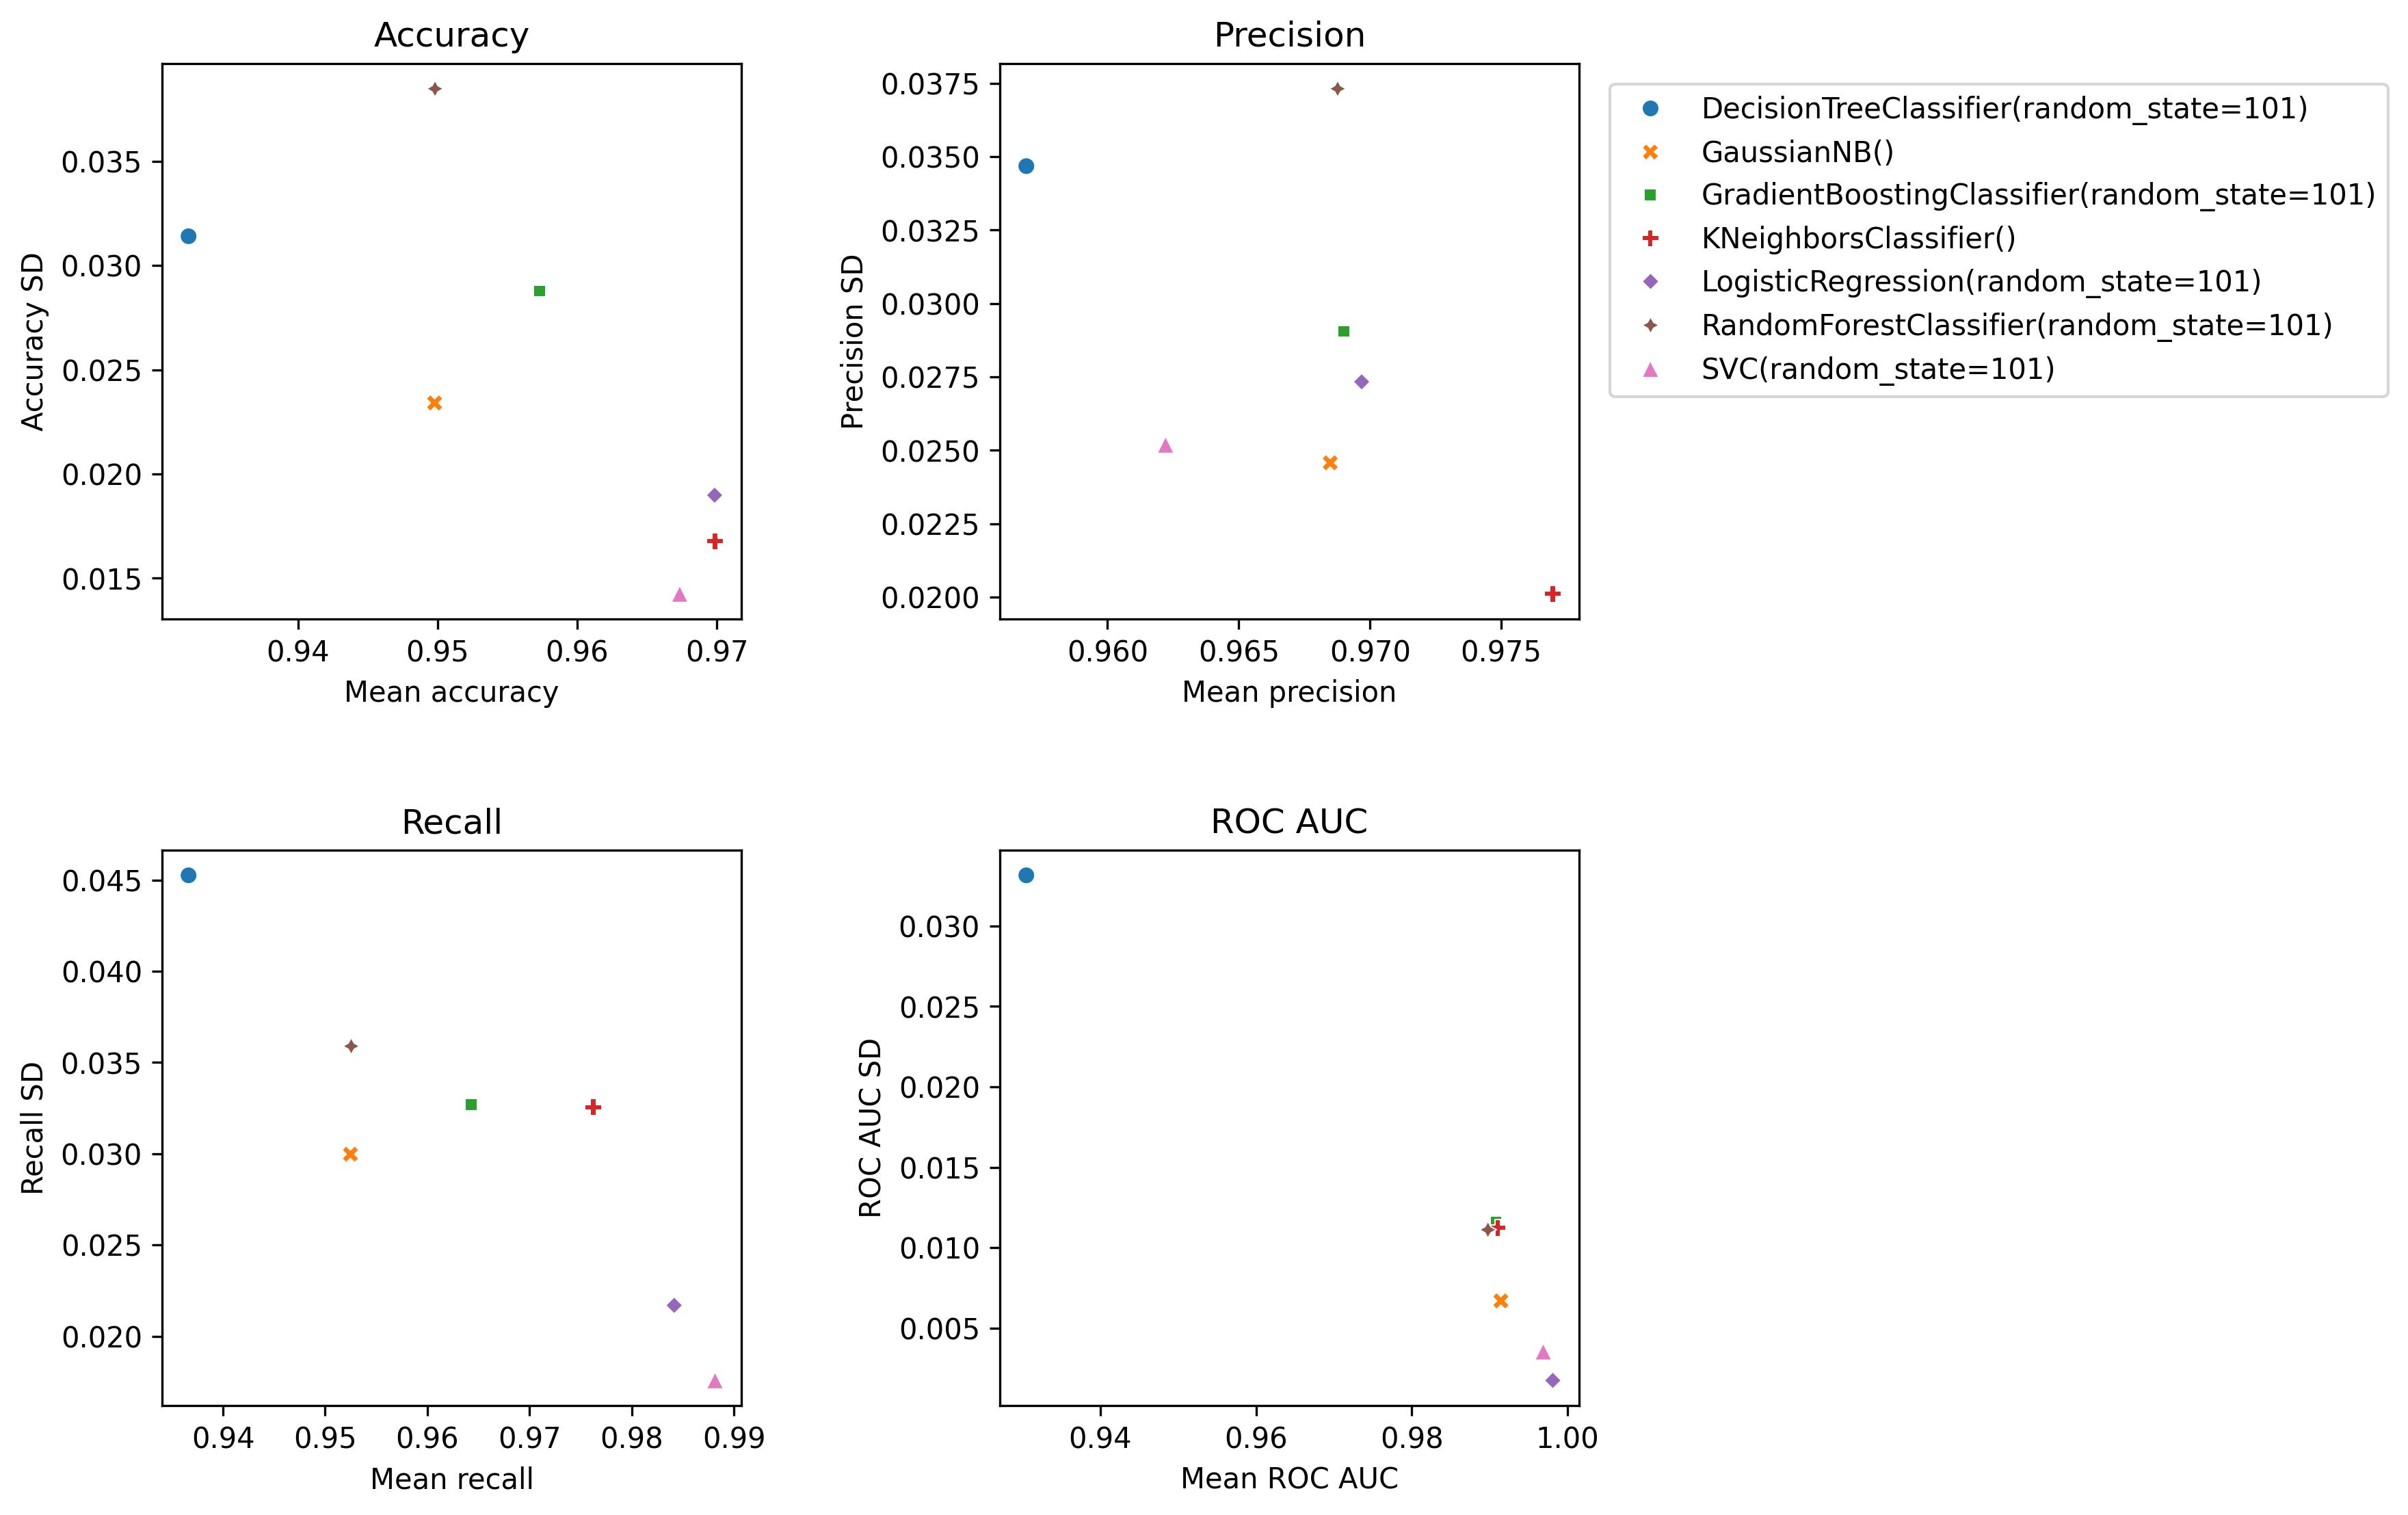 Accuracy
Accuracy SD
0.035
0.030
0.025
0.020
0.015
0.94 0.95 0.96 0.97
Mean accuracy
Precision
Precision SD
0.0375
0.0350
0.0325
0.0300
0.0275
0.0250
0.0225
0.0200
0.960 0.965 0.970 0.975
Mean precision
DecisionTreeClassifier(random_state=101)
GaussianNB()
GradientBoostingClassifier(random_state=101)
KNeighborsClassifier()
LogisticRegression(random_state=101)
RandomForestClassifier(random_state=101)
SVC(random_state=101)
Recall
Recall SD
0.045
0.040
0.035
0.030
0.025
0.020
0.94 0.95 0.96 0.97 0.98 0.99
Mean recall
ROC AUC
ROC AUC SD
0.030
0.025
0.020
0.015
0.010
0.005
0.94 0.96 0.98 1.00
Mean ROC AUC